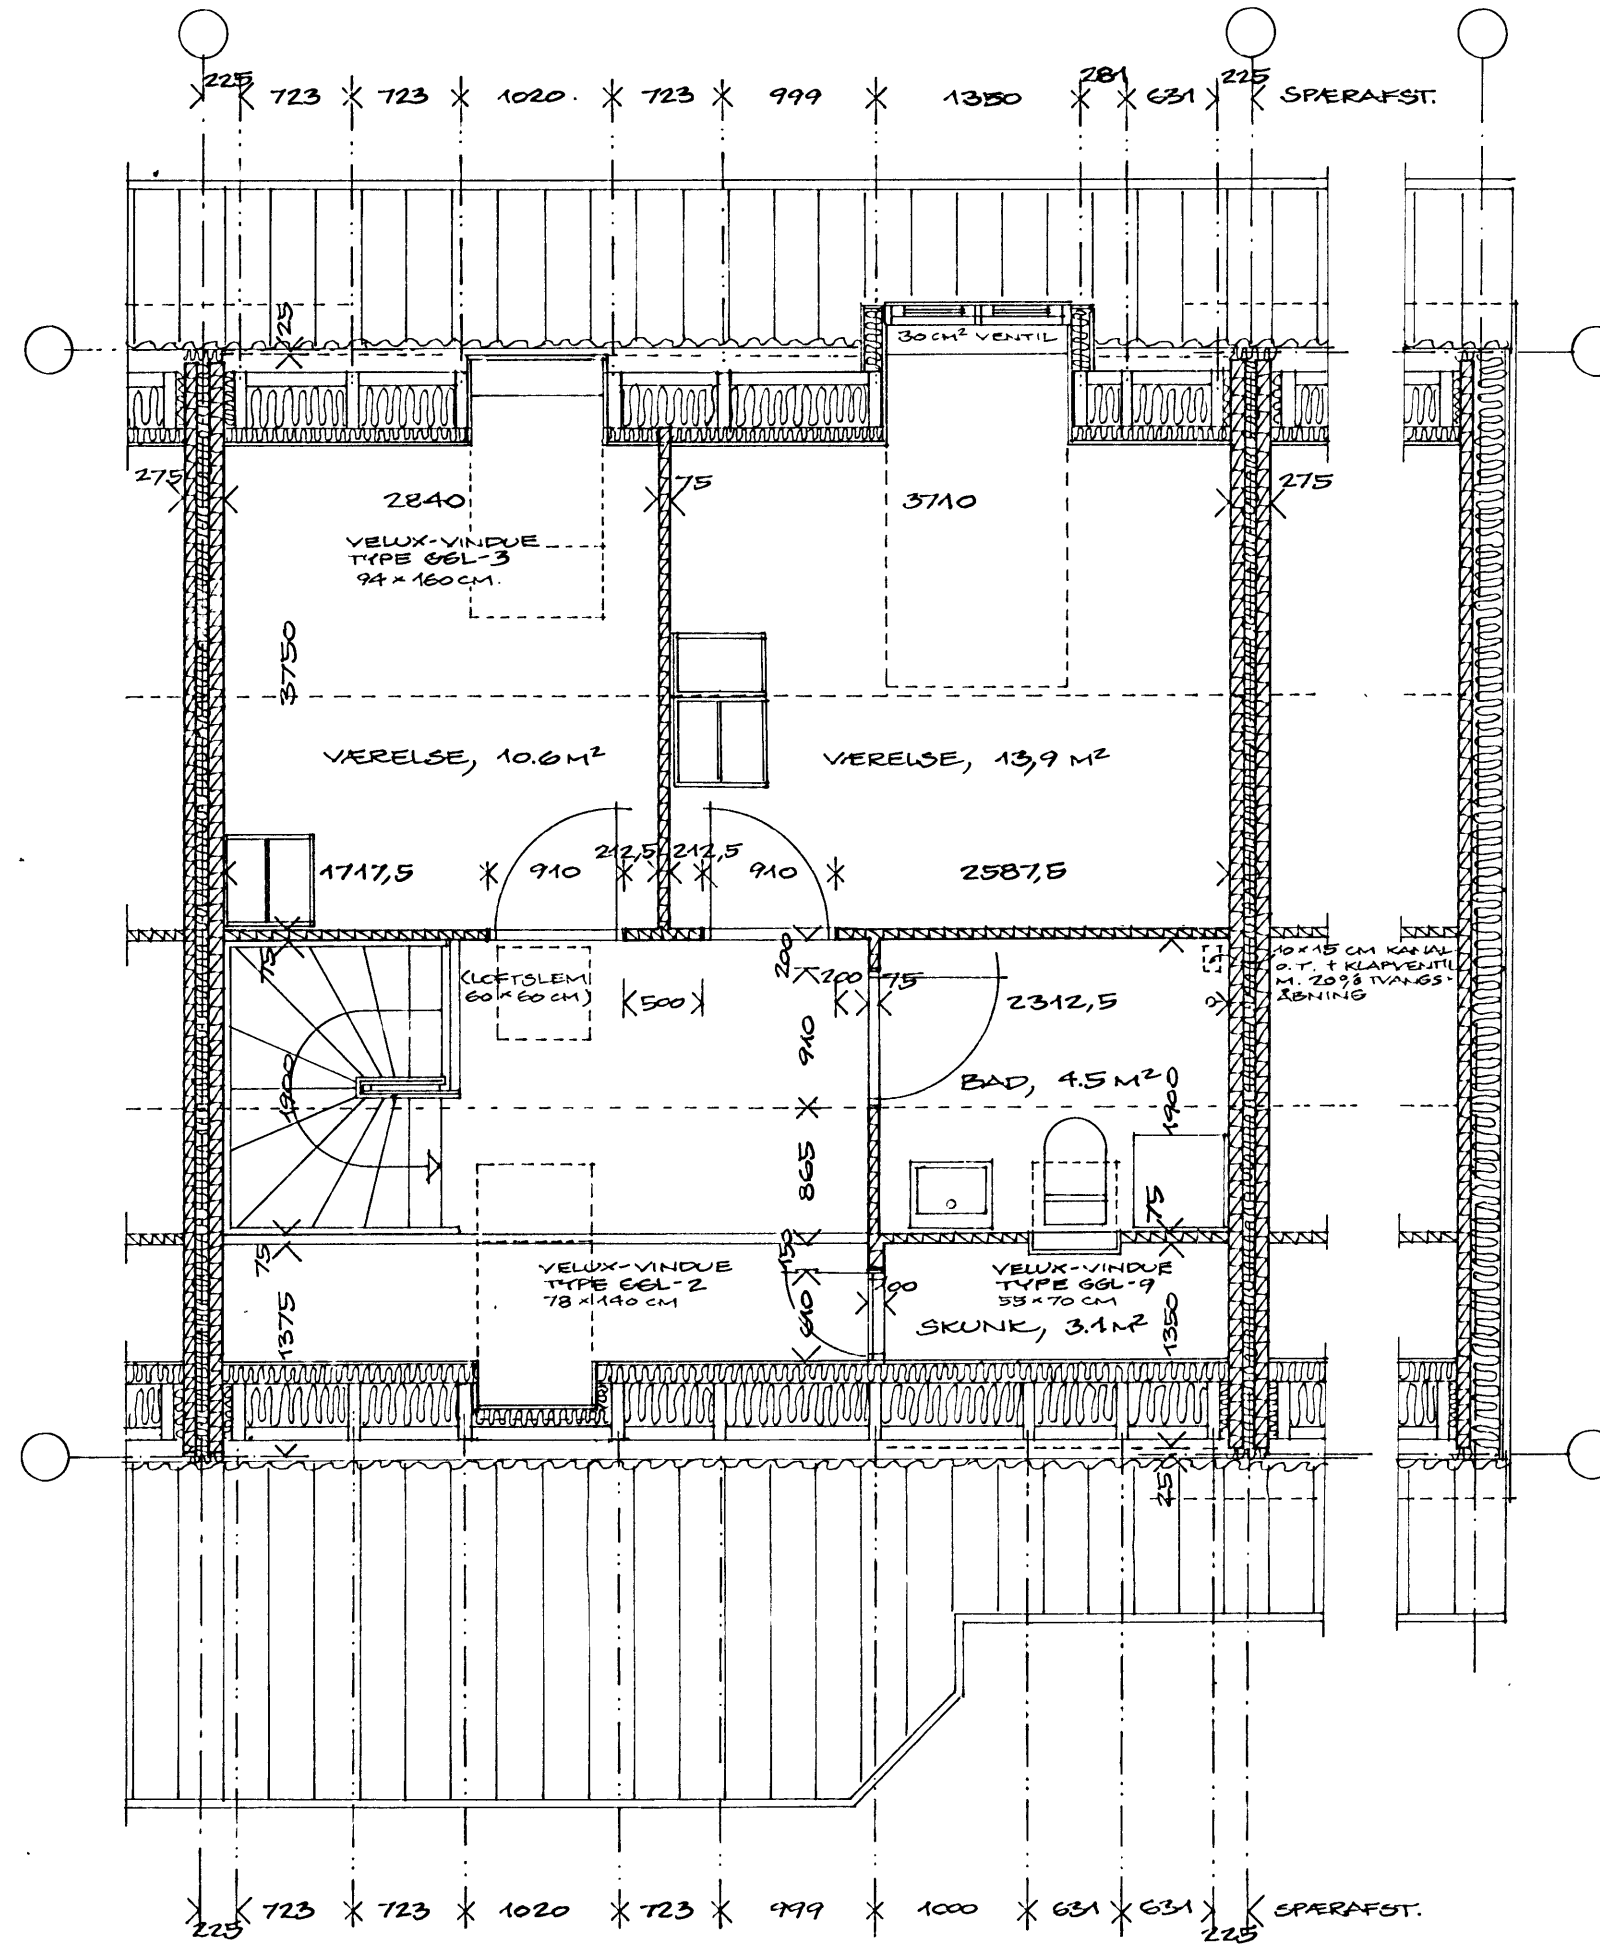 225 723 723 1020. 723 999 1350 281 631 225 SPÆRAFST.
225
30 CM² VENTIL
275 2840 75 3710 275
VELUX-VINDUE
TYPE GGL-3
94 × 160 CM.
3750
VÆRELSE, 10.6 M² VÆRELSE, 13,9 M²
1717,5 910 212,5 212,5 910 2587,5
75
(LOFTSLEM
60 × 60 CM)
500
200
200 75
2312,5
10 × 15 CM KANAL
O. T. + KLAPVENTIL
M. 20% TVANGS-
ÅBNING
910
1900
BAD, 4.5 M²
1900
865
75
75
150
VELUX-VINDUE
TYPE GGL-2
78 × 140 CM
100
VELUX-VINDUE
TYPE GGL-9
55 × 70 CM
SKUNK, 3.1 M²
1375
610
1350
25
723 723 1020 723 999 1000 631 631 SPÆRAFST.
225 225